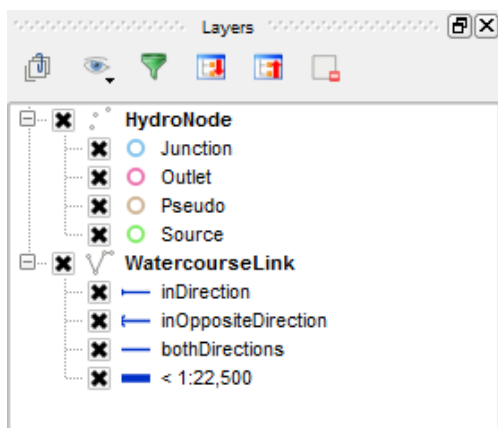 Layers
HydroNode
Junction
Outlet
Pseudo
Source
WatercourseLink
inDirection
inOppositeDirection
bothDirections
< 1:22,500